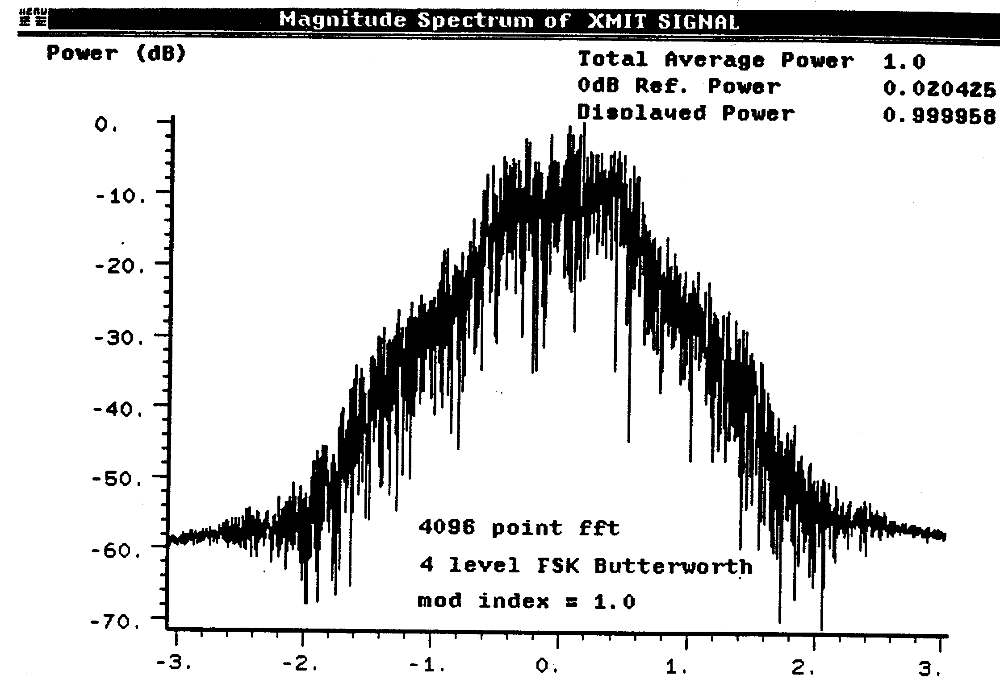 MENU
Magnitude Spectrum of XMIT SIGNAL
Power (dB)
Total Average Power 1.0
0dB Ref. Power 0.020425
Displayed Power 0.999958
0.
-10.
-20.
-30.
-40.
-50.
-60.
-70.
4096 point fft
4 level FSK Butterworth
mod index = 1.0
-3. -2. -1. 0. 1. 2. 3.